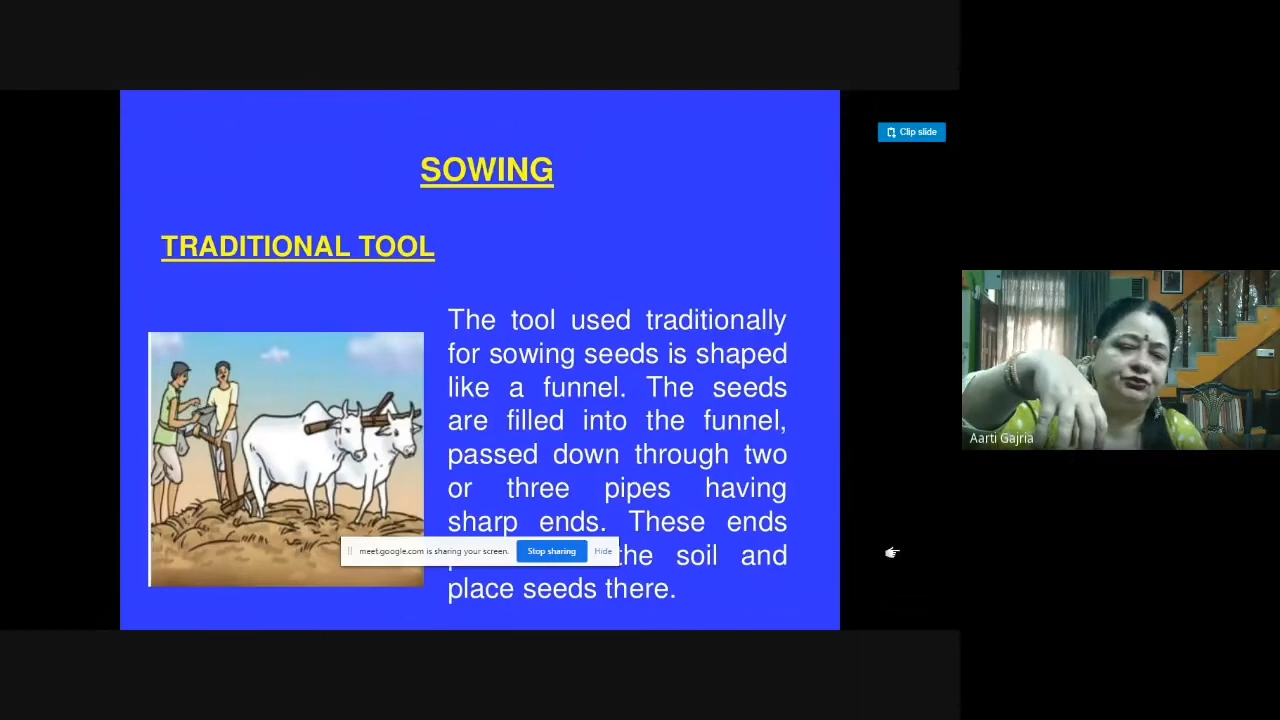 Clip slide
SOWING
TRADITIONAL TOOL
The tool used traditionally
for sowing seeds is shaped
like a funnel. The seeds
are filled into the funnel,
passed down through two
or three pipes having
sharp ends. These ends
the soil and
place seeds there.
meet.google.com is sharing your screen.
Stop sharing
Hide
Aarti Gajria